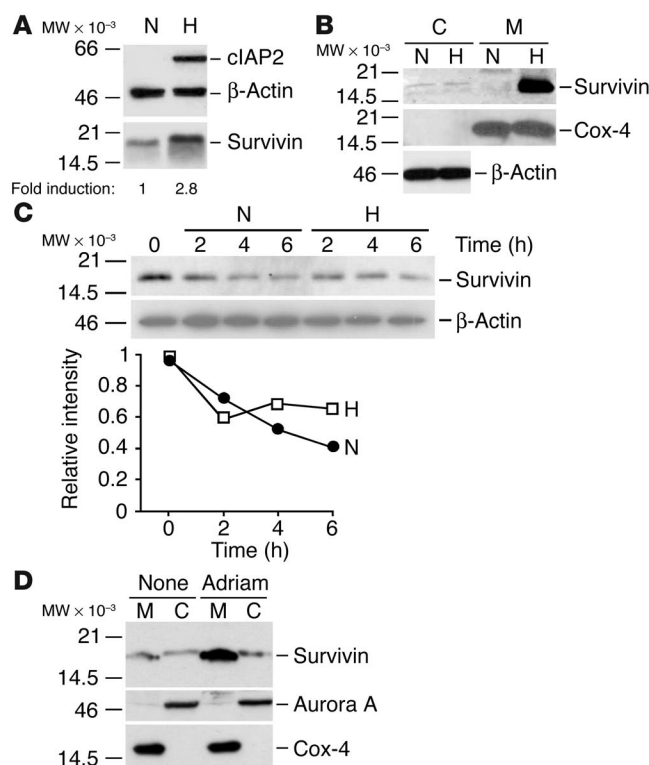 A
MW × 10⁻³ N H
66 — – cIAP2
46 — – β-Actin
21 — – Survivin
14.5 —
Fold induction: 1 2.8
B
C M
MW × 10⁻³ N H N H
21 —
14.5 — –Survivin
21 —
14.5 — –Cox-4
46 — – β-Actin
C
N H
MW × 10⁻³ 0 2 4 6 2 4 6 Time (h)
21 —
14.5 — – Survivin
46 — – β-Actin
Relative intensity
1
0.8
0.6
0.4
0.2
0
H
N
0 2 4 6
Time (h)
D
None Adriam
MW × 10⁻³ M C M C
21 —
14.5 — – Survivin
46 — – Aurora A
14.5 — – Cox-4